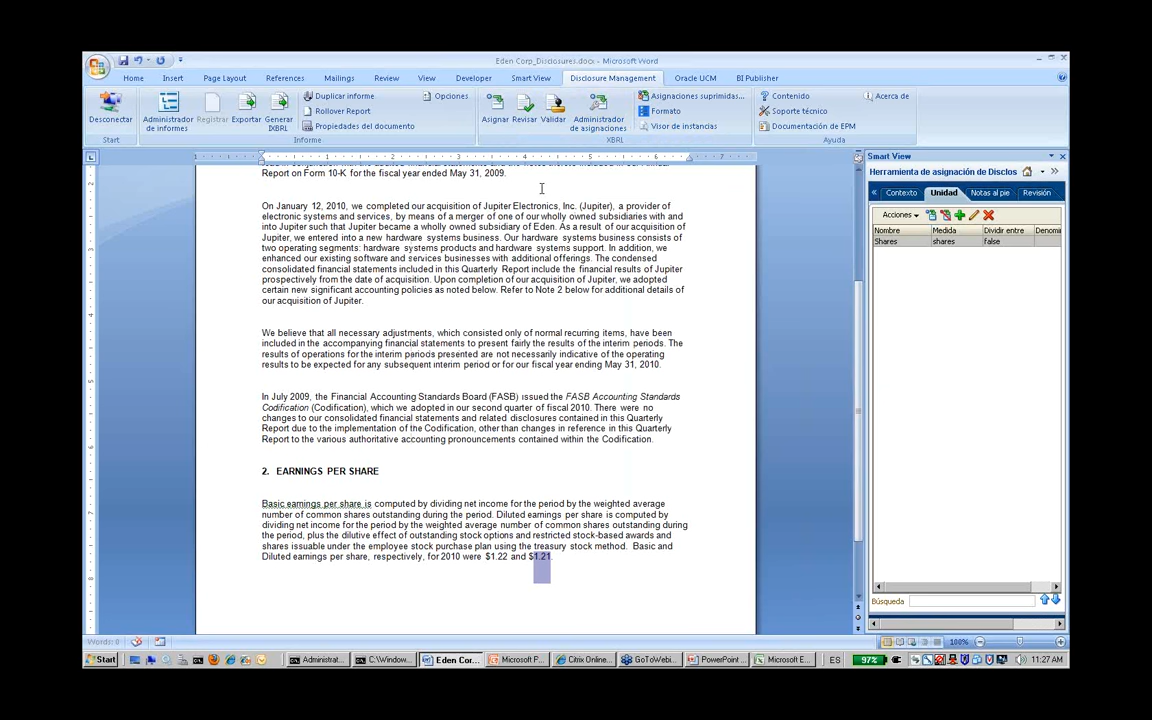 Eden Corp_Disclosures.docx - Microsoft Word
Home Insert Page Layout References Mailings Review View Developer Smart View Disclosure Management Oracle UCM BI Publisher
Desconectar
Start
Administrador de informes
Registrar
Exportar
Generar iXBRL
Duplicar informe
Rollover Report
Propiedades del documento
Opciones
Informe
Asignar
Revisar
Validar
Administrador de asignaciones
Asignaciones suprimidas...
Formato
Visor de instancias
XBRL
Contenido
Soporte técnico
Documentación de EPM
Acerca de
Ayuda
Report on Form 10-K for the fiscal year ended May 31, 2009.
On January 12, 2010, we completed our acquisition of Jupiter Electronics, Inc. (Jupiter), a provider of
electronic systems and services, by means of a merger of one of our wholly owned subsidiaries with and
into Jupiter such that Jupiter became a wholly owned subsidiary of Eden. As a result of our acquisition of
Jupiter, we entered into a new hardware systems business. Our hardware systems business consists of
two operating segments: hardware systems products and hardware systems support. In addition, we
enhanced our existing software and services businesses with additional offerings. The condensed
consolidated financial statements included in this Quarterly Report include the financial results of Jupiter
prospectively from the date of acquisition. Upon completion of our acquisition of Jupiter, we adopted
certain new significant accounting policies as noted below. Refer to Note 2 below for additional details of
our acquisition of Jupiter.
We believe that all necessary adjustments, which consisted only of normal recurring items, have been
included in the accompanying financial statements to present fairly the results of the interim periods. The
results of operations for the interim periods presented are not necessarily indicative of the operating
results to be expected for any subsequent interim period or for our fiscal year ending May 31, 2010.
In July 2009, the Financial Accounting Standards Board (FASB) issued the FASB Accounting Standards
Codification (Codification), which we adopted in our second quarter of fiscal 2010. There were no
changes to our consolidated financial statements and related disclosures contained in this Quarterly
Report due to the implementation of the Codification, other than changes in reference in this Quarterly
Report to the various authoritative accounting pronouncements contained within the Codification.
2. EARNINGS PER SHARE
Basic earnings per share is computed by dividing net income for the period by the weighted average
number of common shares outstanding during the period. Diluted earnings per share is computed by
dividing net income for the period by the weighted average number of common shares outstanding during
the period, plus the dilutive effect of outstanding stock options and restricted stock-based awards and
shares issuable under the employee stock purchase plan using the treasury stock method. Basic and
Diluted earnings per share, respectively, for 2010 were $1.22 and $1.21.
Smart View
Herramienta de asignación de Disclos
Contexto Unidad Notas al pie Revisión
Acciones
Nombre Medida Dividir entre Denomi
Shares shares false
Búsqueda
Words: 0
100%
Start Administrat... C:\Window... Eden Cor... Microsoft P... Citrix Online... GoToWebi... PowerPoint ... Microsoft E... ES 97% 11:27 AM